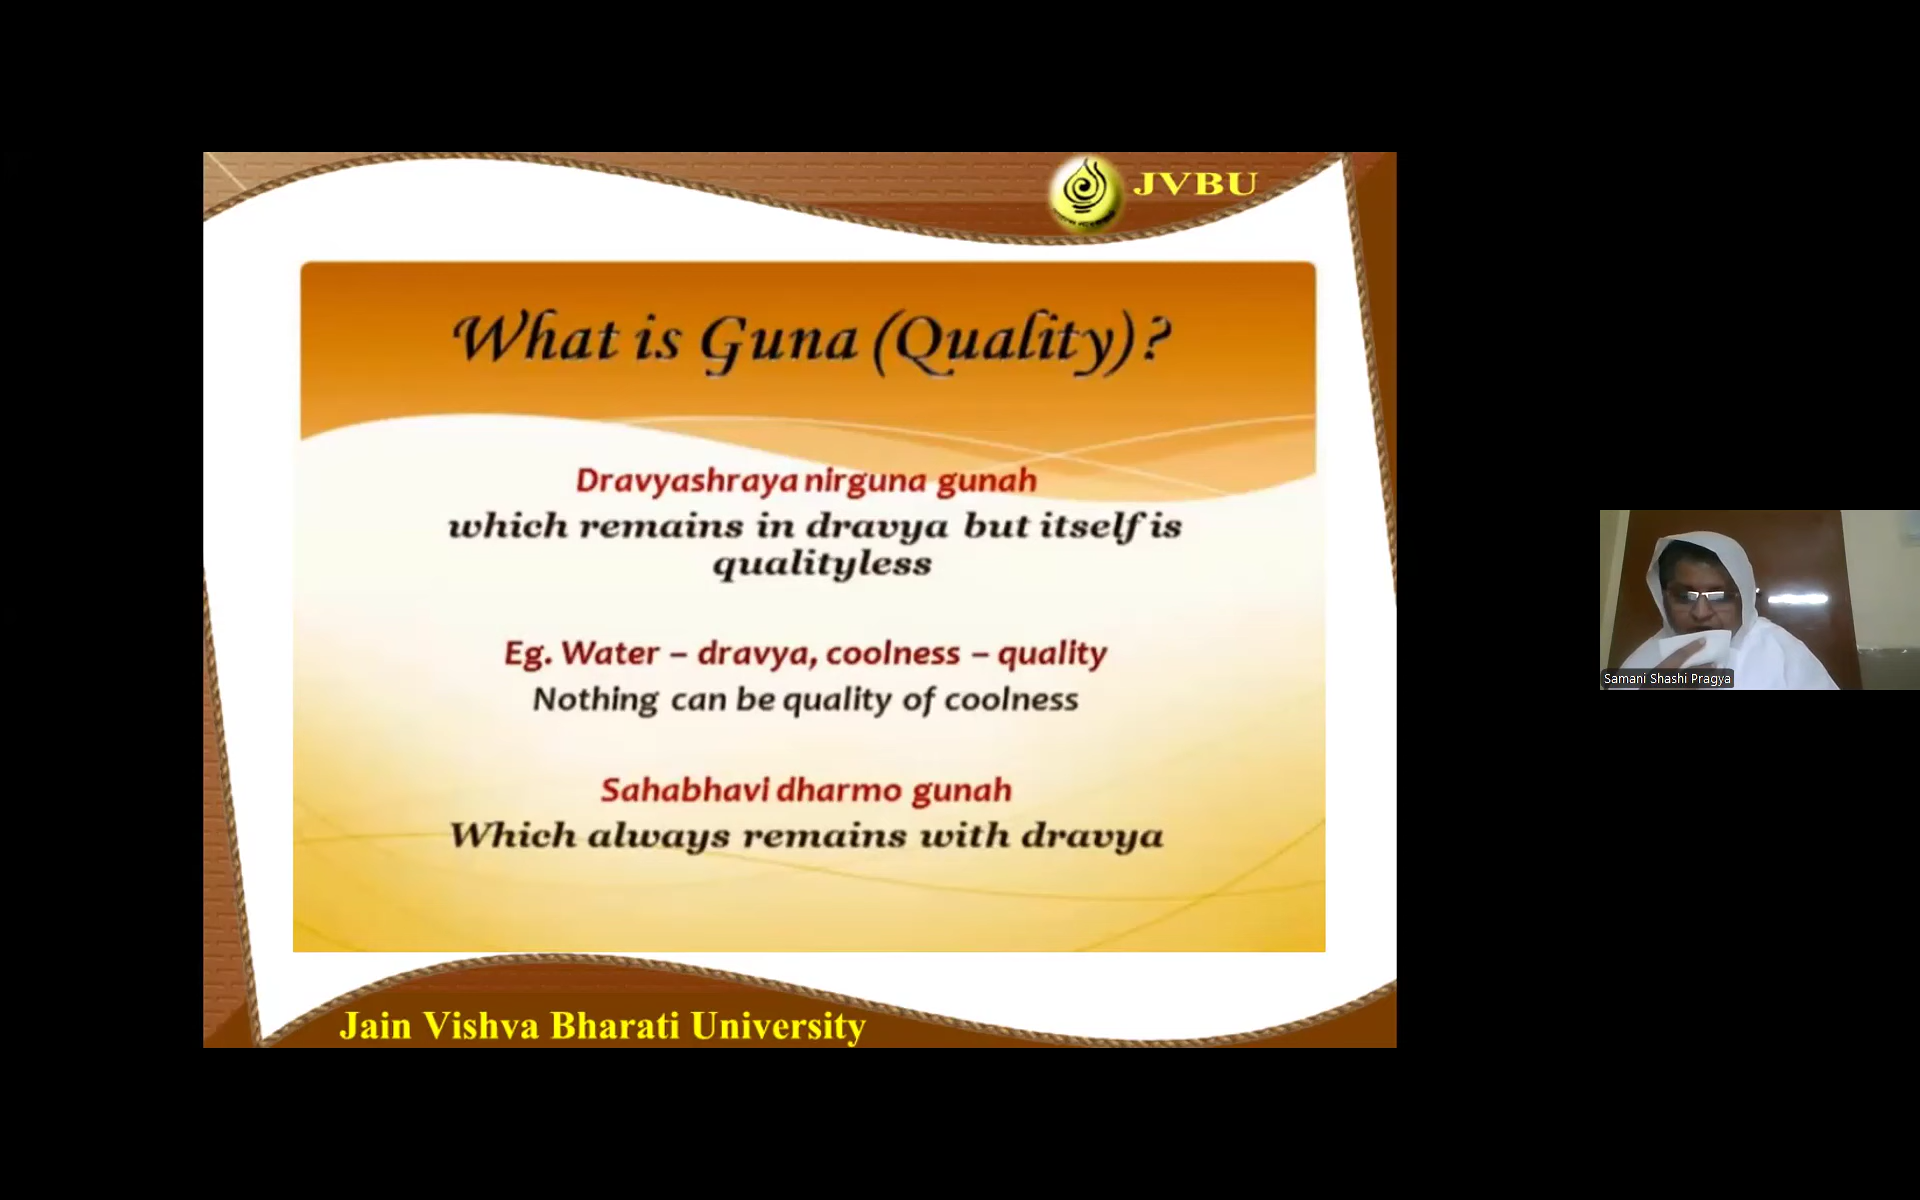 JVBU
What is Guna (Quality)?
Dravyashraya nirguna gunah
which remains in dravya but itself is
qualityless
Eg. Water – dravya, coolness – quality
Nothing can be quality of coolness
Sahabhavi dharmo gunah
Which always remains with dravya
Jain Vishva Bharati University
Samani Shashi Pragya